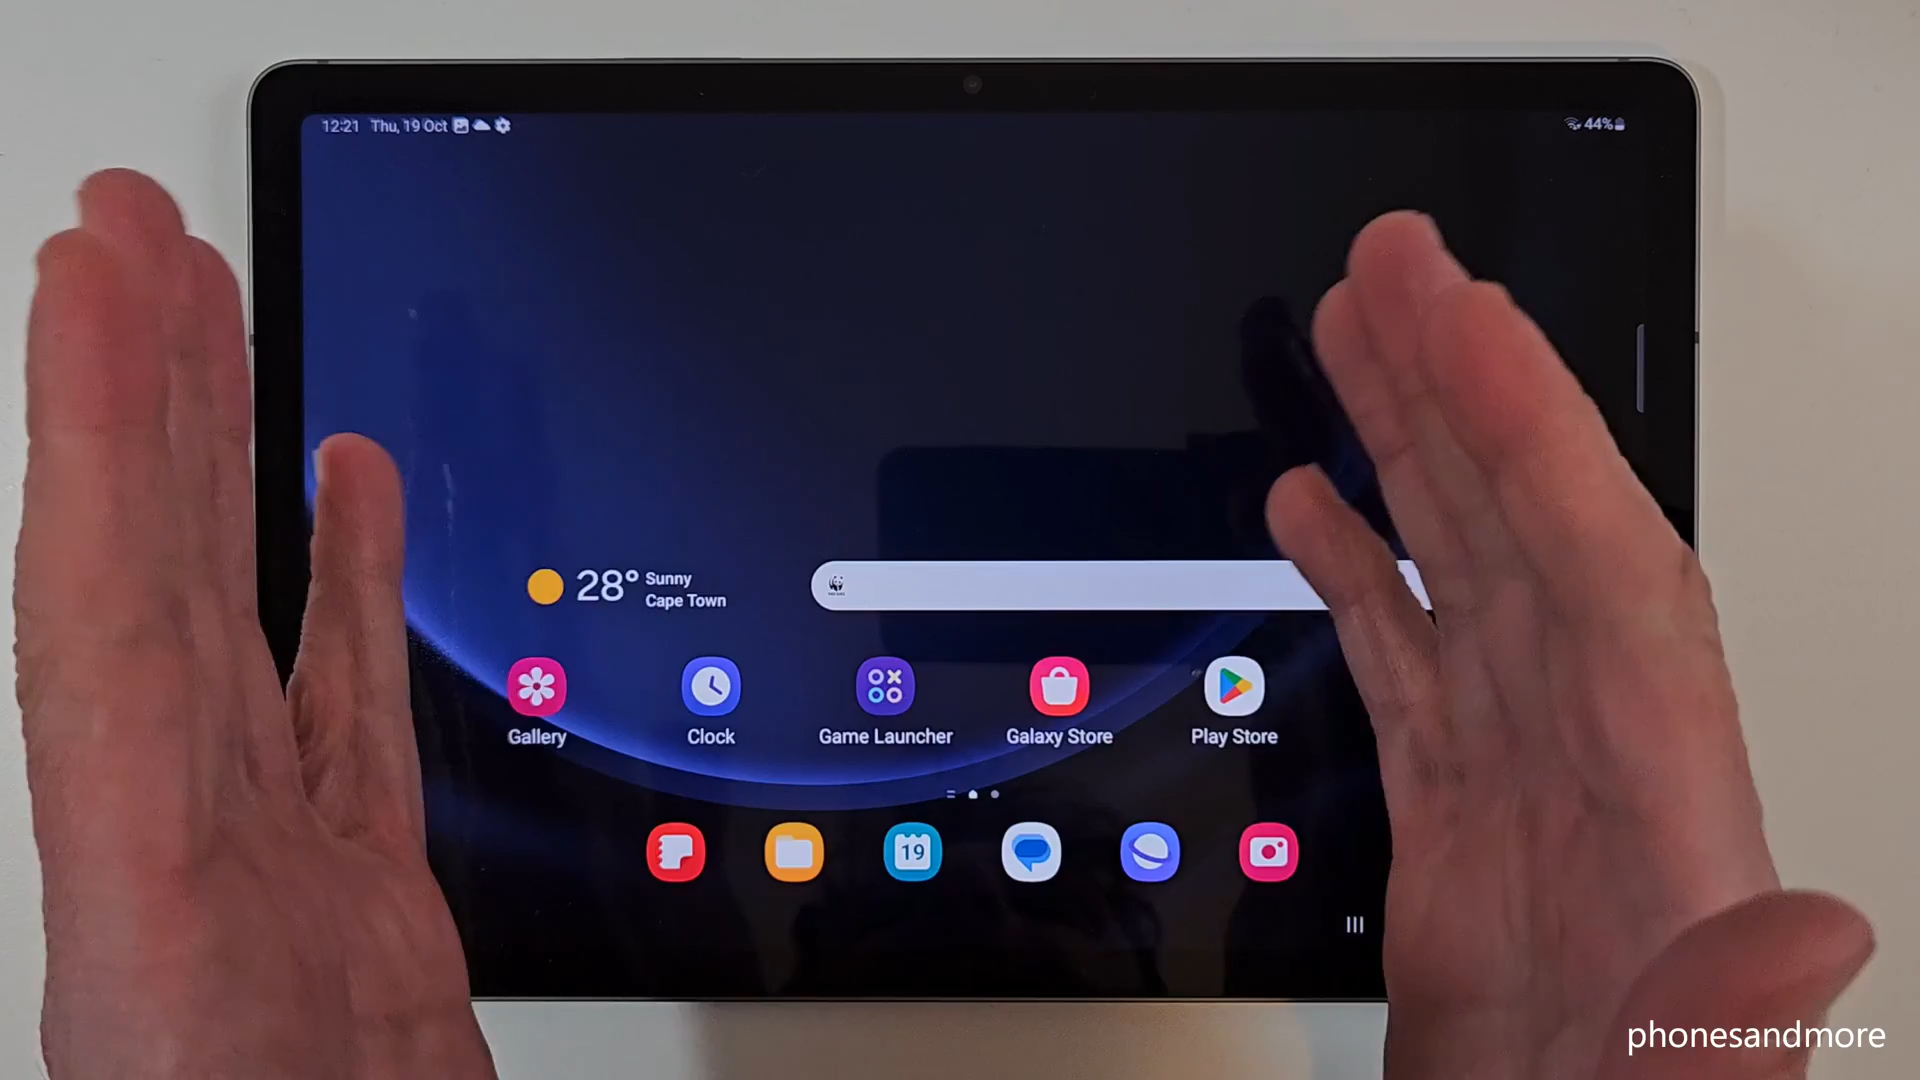 12:21 Thu, 19 Oct
44%
28° Sunny
Cape Town
Gallery
Clock
Game Launcher
Galaxy Store
Play Store
19
phonesandmore